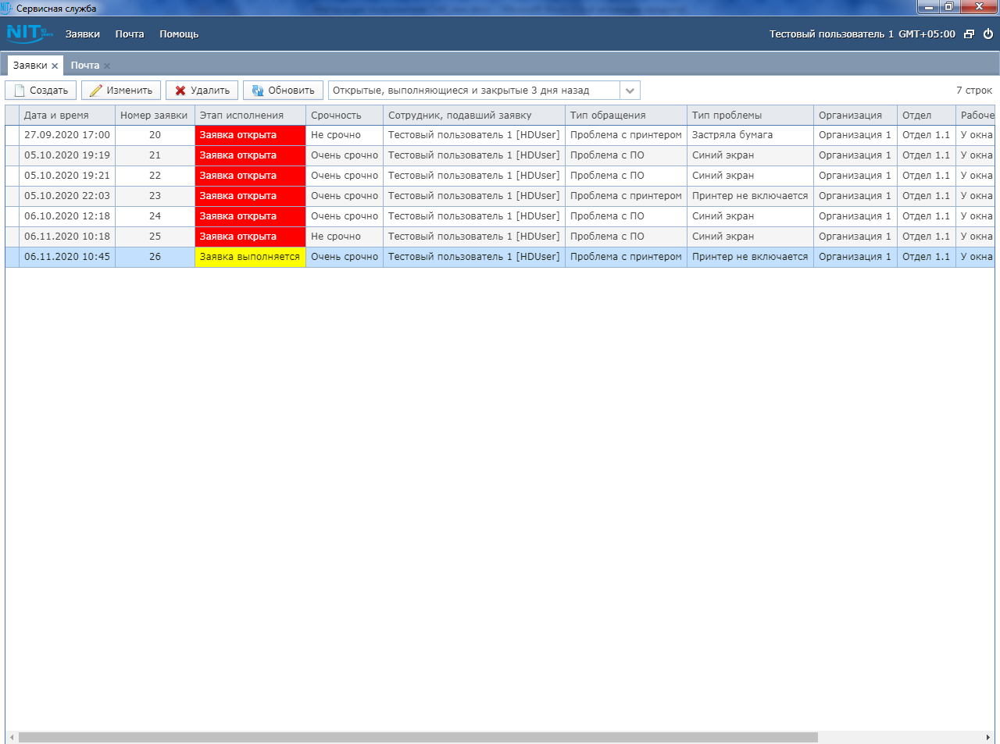 Сервисная служба
NIT Заявки Почта Помощь Тестовый пользователь 1 GMT+05:00
Заявки Почта
Создать Изменить Удалить Обновить Открытые, выполняющиеся и закрытые 3 дня назад 7 строк
Дата и время Номер заявки Этап исполнения Срочность Сотрудник, подавший заявку Тип обращения Тип проблемы Организация Отдел Рабоче
27.09.2020 17:00 20 Заявка открыта Не срочно Тестовый пользователь 1 [HDUser] Проблема с принтером Застряла бумага Организация 1 Отдел 1.1 У окна
05.10.2020 19:19 21 Заявка открыта Очень срочно Тестовый пользователь 1 [HDUser] Проблема с ПО Синий экран Организация 1 Отдел 1.1 У окна
05.10.2020 19:21 22 Заявка открыта Очень срочно Тестовый пользователь 1 [HDUser] Проблема с ПО Синий экран Организация 1 Отдел 1.1 У окна
05.10.2020 22:03 23 Заявка открыта Очень срочно Тестовый пользователь 1 [HDUser] Проблема с принтером Принтер не включается Организация 1 Отдел 1.1 У окна
06.10.2020 12:18 24 Заявка открыта Очень срочно Тестовый пользователь 1 [HDUser] Проблема с ПО Синий экран Организация 1 Отдел 1.1 У окна
06.11.2020 10:18 25 Заявка открыта Не срочно Тестовый пользователь 1 [HDUser] Проблема с ПО Синий экран Организация 1 Отдел 1.1 У окна
06.11.2020 10:45 26 Заявка выполняется Очень срочно Тестовый пользователь 1 [HDUser] Проблема с принтером Принтер не включается Организация 1 Отдел 1.1 У окна